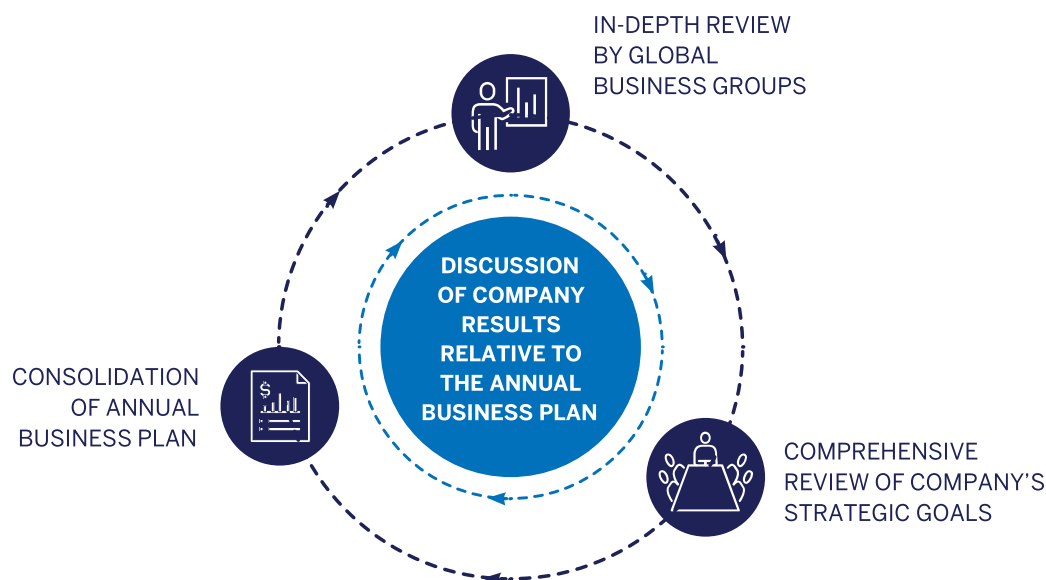 IN-DEPTH REVIEW
BY GLOBAL
BUSINESS GROUPS
DISCUSSION
OF COMPANY
RESULTS
RELATIVE TO
THE ANNUAL
BUSINESS PLAN
CONSOLIDATION
OF ANNUAL
BUSINESS PLAN
$
COMPREHENSIVE
REVIEW OF COMPANY’S
STRATEGIC GOALS